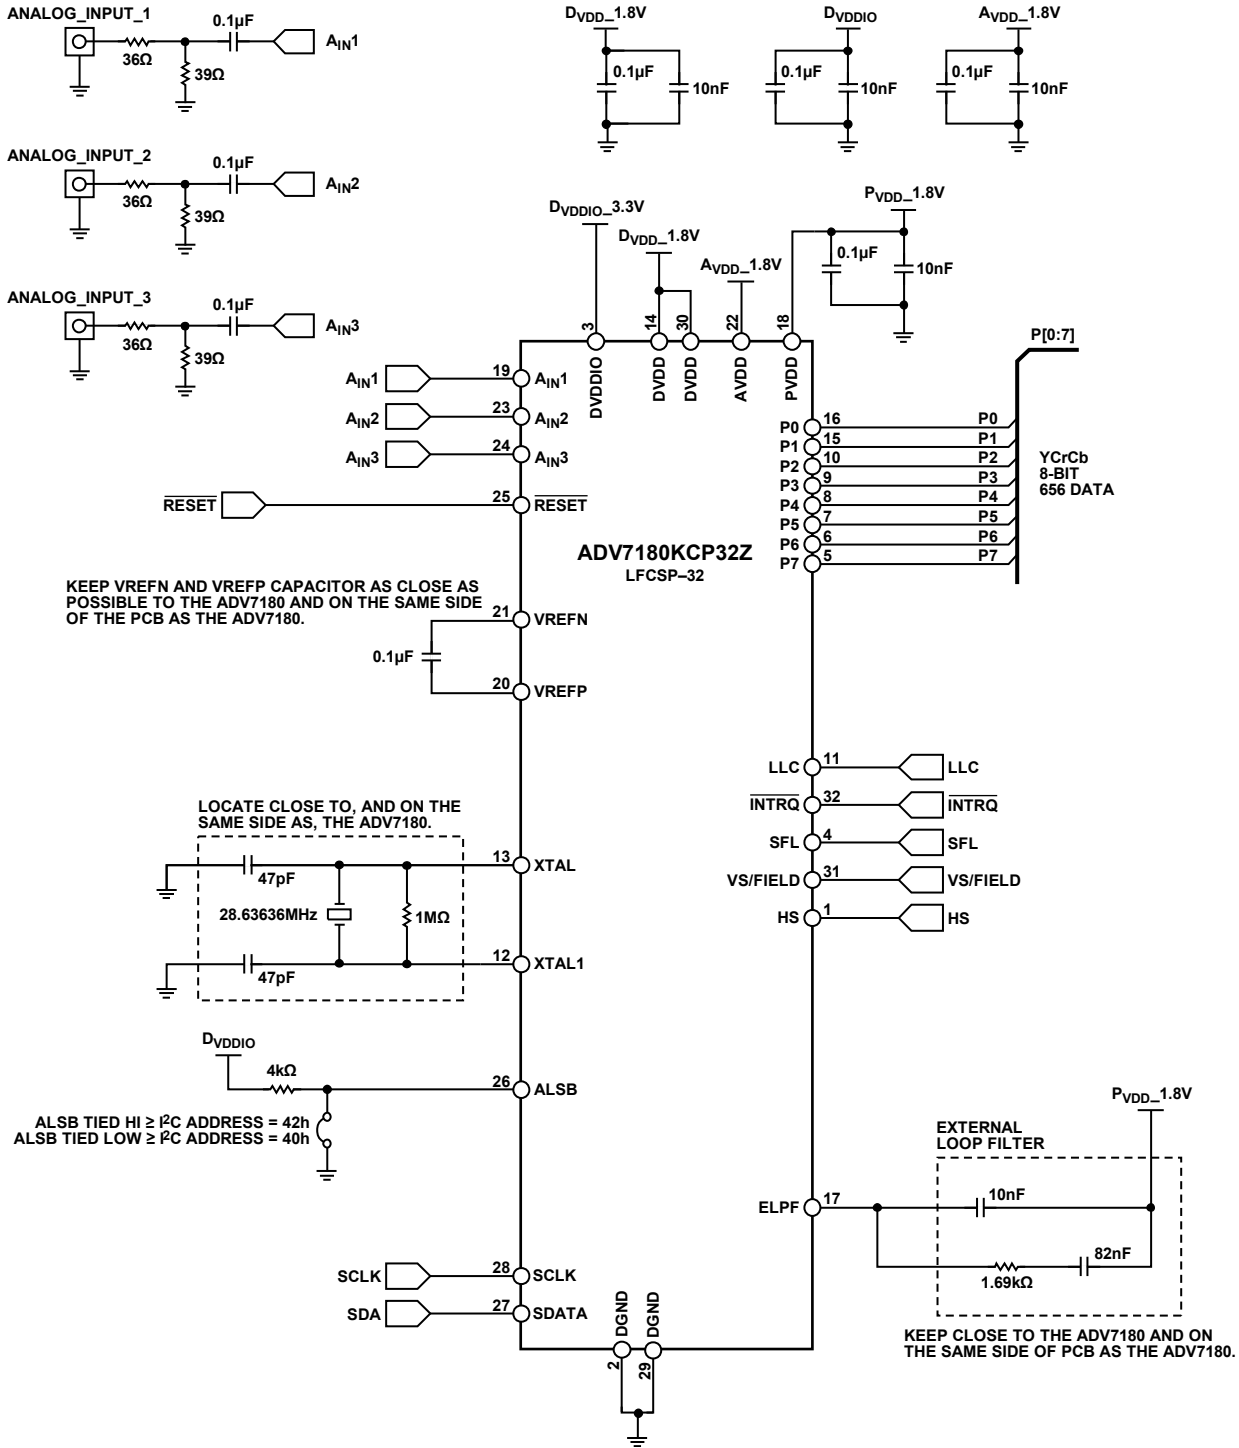 ANALOG_INPUT_1
0.1µF
AIN1
36Ω
39Ω
DVDD_1.8V
0.1µF
10nF
DVDDIO
0.1µF
10nF
AVDD_1.8V
0.1µF
10nF
ANALOG_INPUT_2
0.1µF
AIN2
36Ω
39Ω
ANALOG_INPUT_3
0.1µF
AIN3
36Ω
39Ω
DVDDIO_3.3V
DVDD_1.8V
AVDD_1.8V
PVDD_1.8V
0.1µF
10nF
3
14
30
22
18
DVDDIO
DVDD
DVDD
AVDD
PVDD
AIN1
19
AIN1
AIN2
23
AIN2
AIN3
24
AIN3
RESET
25
RESET
P[0:7]
P0
16
P0
P1
15
P1
P2
10
P2
P3
9
P3
P4
8
P4
P5
7
P5
P6
6
P6
P7
5
P7
YCrCb
8-BIT
656 DATA
ADV7180KCP32Z
LFCSP–32
KEEP VREFN AND VREFP CAPACITOR AS CLOSE AS
POSSIBLE TO THE ADV7180 AND ON THE SAME SIDE
OF THE PCB AS THE ADV7180.
21
VREFN
0.1µF
20
VREFP
LLC
11
LLC
INTRQ
32
INTRQ
SFL
4
SFL
VS/FIELD
31
VS/FIELD
HS
1
HS
LOCATE CLOSE TO, AND ON THE
SAME SIDE AS, THE ADV7180.
13
XTAL
47pF
28.63636MHz
1MΩ
12
XTAL1
47pF
DVDDIO
4kΩ
26
ALSB
ALSB TIED HI ≥ I2C ADDRESS = 42h
ALSB TIED LOW ≥ I2C ADDRESS = 40h
PVDD_1.8V
EXTERNAL
LOOP FILTER
ELPF
17
10nF
82nF
1.69kΩ
KEEP CLOSE TO THE ADV7180 AND ON
THE SAME SIDE OF PCB AS THE ADV7180.
SCLK
28
SCLK
SDA
27
SDATA
DGND
DGND
2
29